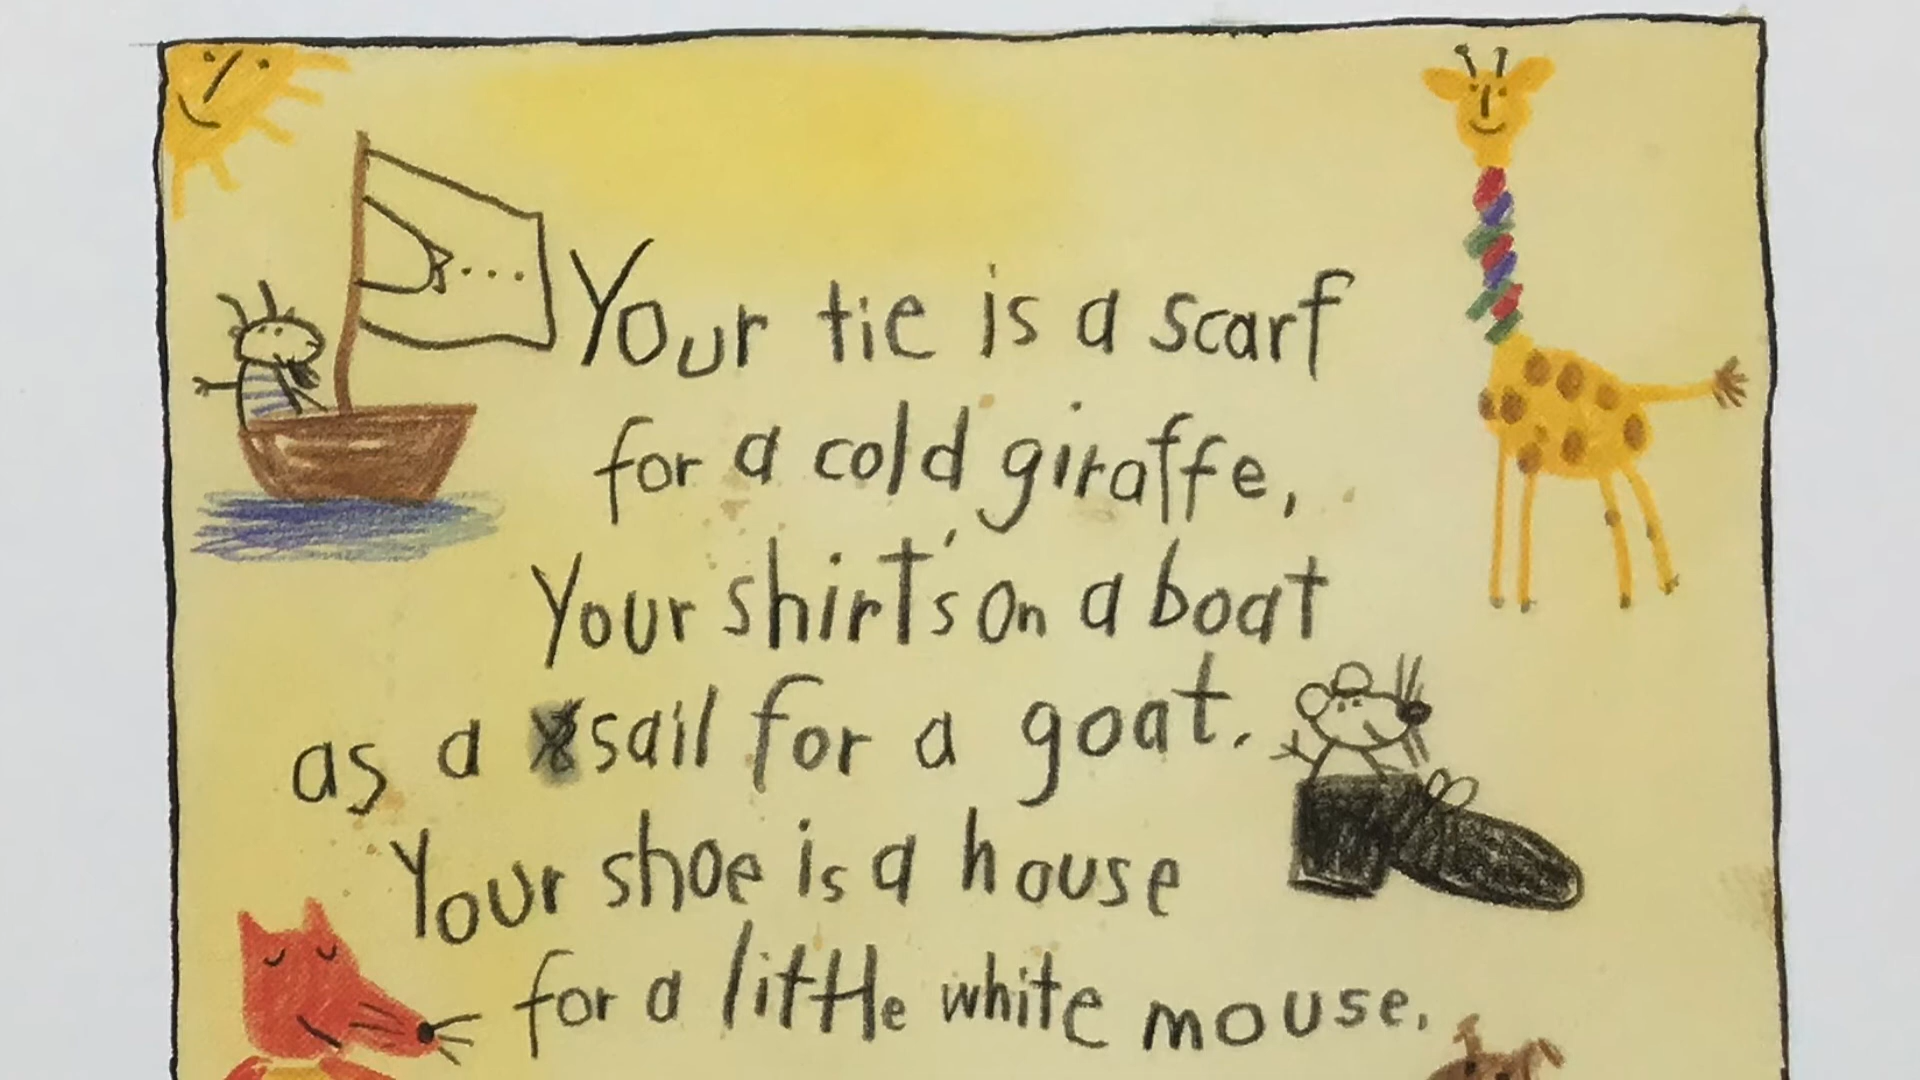 Your tie is a scarf
for a cold giraffe,
Your shirt's on a boat
as a sail for a goat.
Your shoe is a house
for a little white mouse.